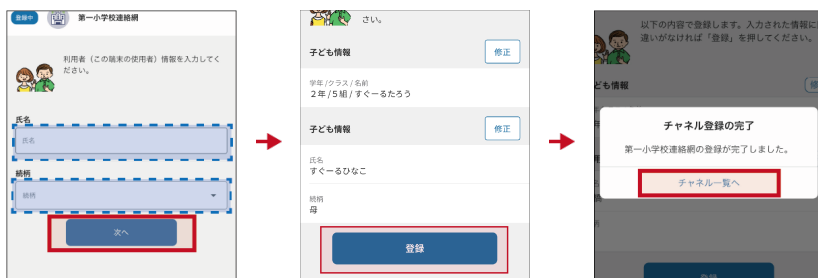 登録中
第一小学校連絡網
利用者（この端末の使用者）情報を入力してく
ださい。
氏名
氏名
続柄
続柄
次へ
さい。
子ども情報
修正
学年/クラス/名前
2年/5組/すぐーるたろう
子ども情報
修正
氏名
すぐーるひなこ
続柄
母
登録
以下の内容で登録します。入力された情報に
違いがなければ「登録」を押してください。
ども情報
チャネル登録の完了
第一小学校連絡網の登録が完了しました。
チャネル一覧へ
登録